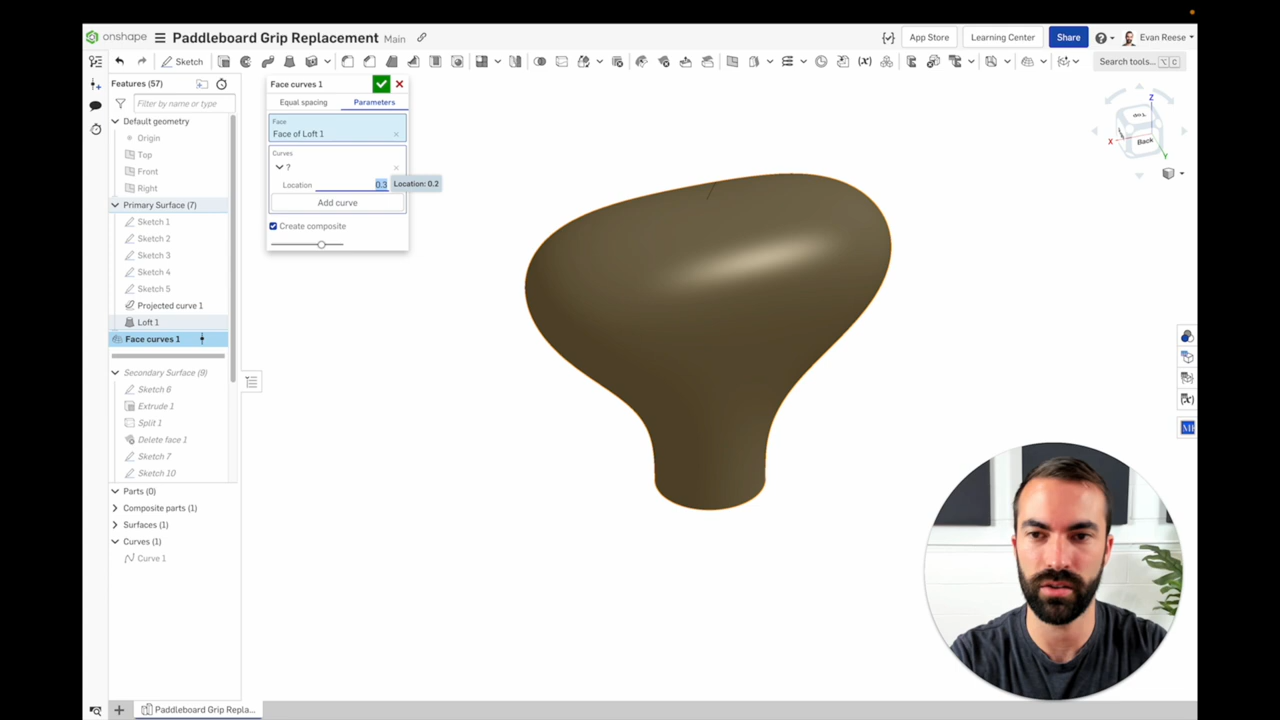 onshape
Paddleboard Grip Replacement
Main
App Store
Learning Center
Share
Evan Reese
Sketch
Search tools...
⌥ C
Features (57)
Filter by name or type
Default geometry
Origin
Top
Front
Right
Primary Surface (7)
Sketch 1
Sketch 2
Sketch 3
Sketch 4
Sketch 5
Projected curve 1
Loft 1
Face curves 1
Secondary Surface (9)
Sketch 6
Extrude 1
Split 1
Delete face 1
Sketch 7
Sketch 10
Parts (0)
Composite parts (1)
Surfaces (1)
Curves (1)
Curve 1
Face curves 1
Equal spacing
Parameters
Face
Face of Loft 1
Curves
?
Location
0.3
Location: 0.2
Add curve
Create composite
Z
Top
X
Back
Y
Paddleboard Grip Repla...